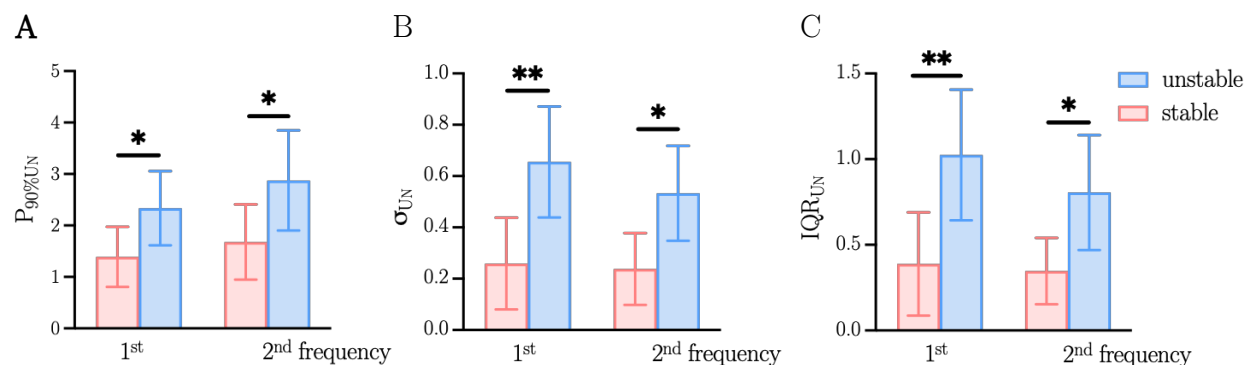 A
P90%UN
5
4
3
2
1
0
*
*
1st
2nd frequency
B
σUN
1.0
0.8
0.6
0.4
0.2
0.0
**
*
1st
2nd frequency
C
IQRUN
1.5
1.0
0.5
0.0
**
*
1st
2nd frequency
unstable
stable